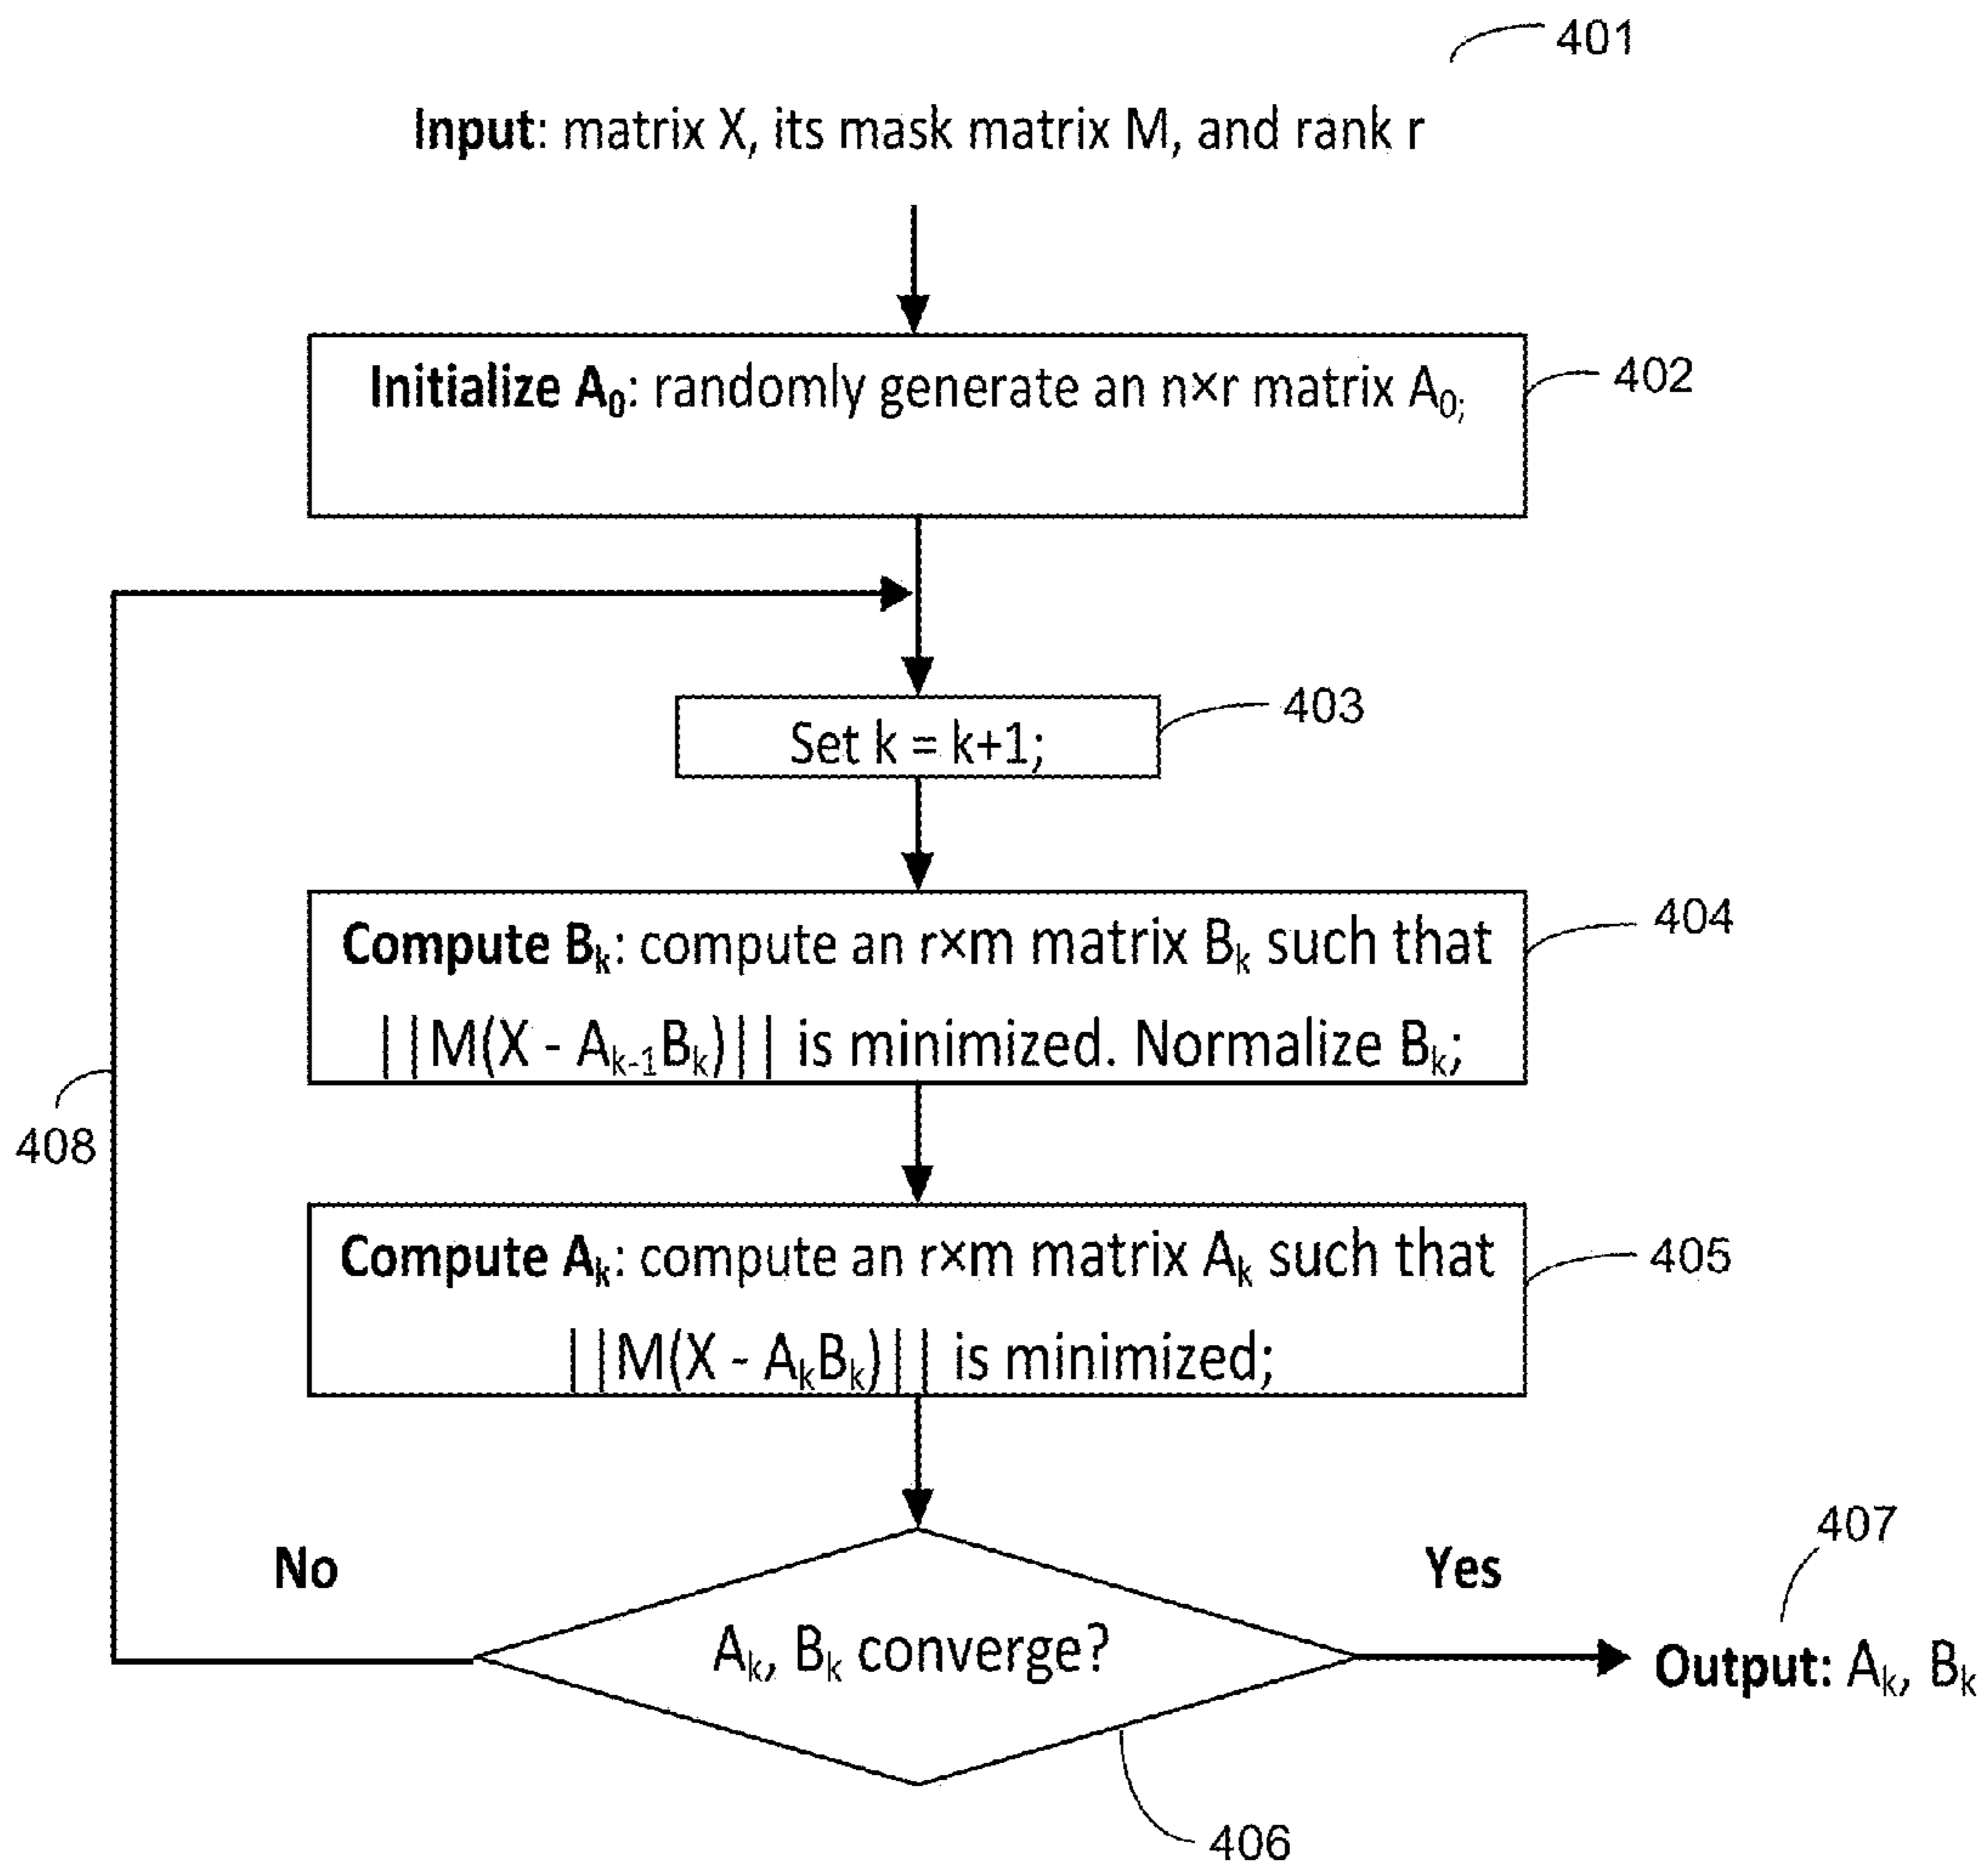 401
Input: matrix X, its mask matrix M, and rank r
Initialize A₀: randomly generate an n×r matrix A₀;
402
Set k = k+1;
403
Compute Bₖ: compute an r×m matrix Bₖ such that
||M(X - Aₖ₋₁Bₖ)|| is minimized. Normalize Bₖ;
404
408
Compute Aₖ: compute an r×m matrix Aₖ such that
||M(X - AₖBₖ)|| is minimized;
405
No
Yes
407
Aₖ, Bₖ converge?
Output: Aₖ, Bₖ
406